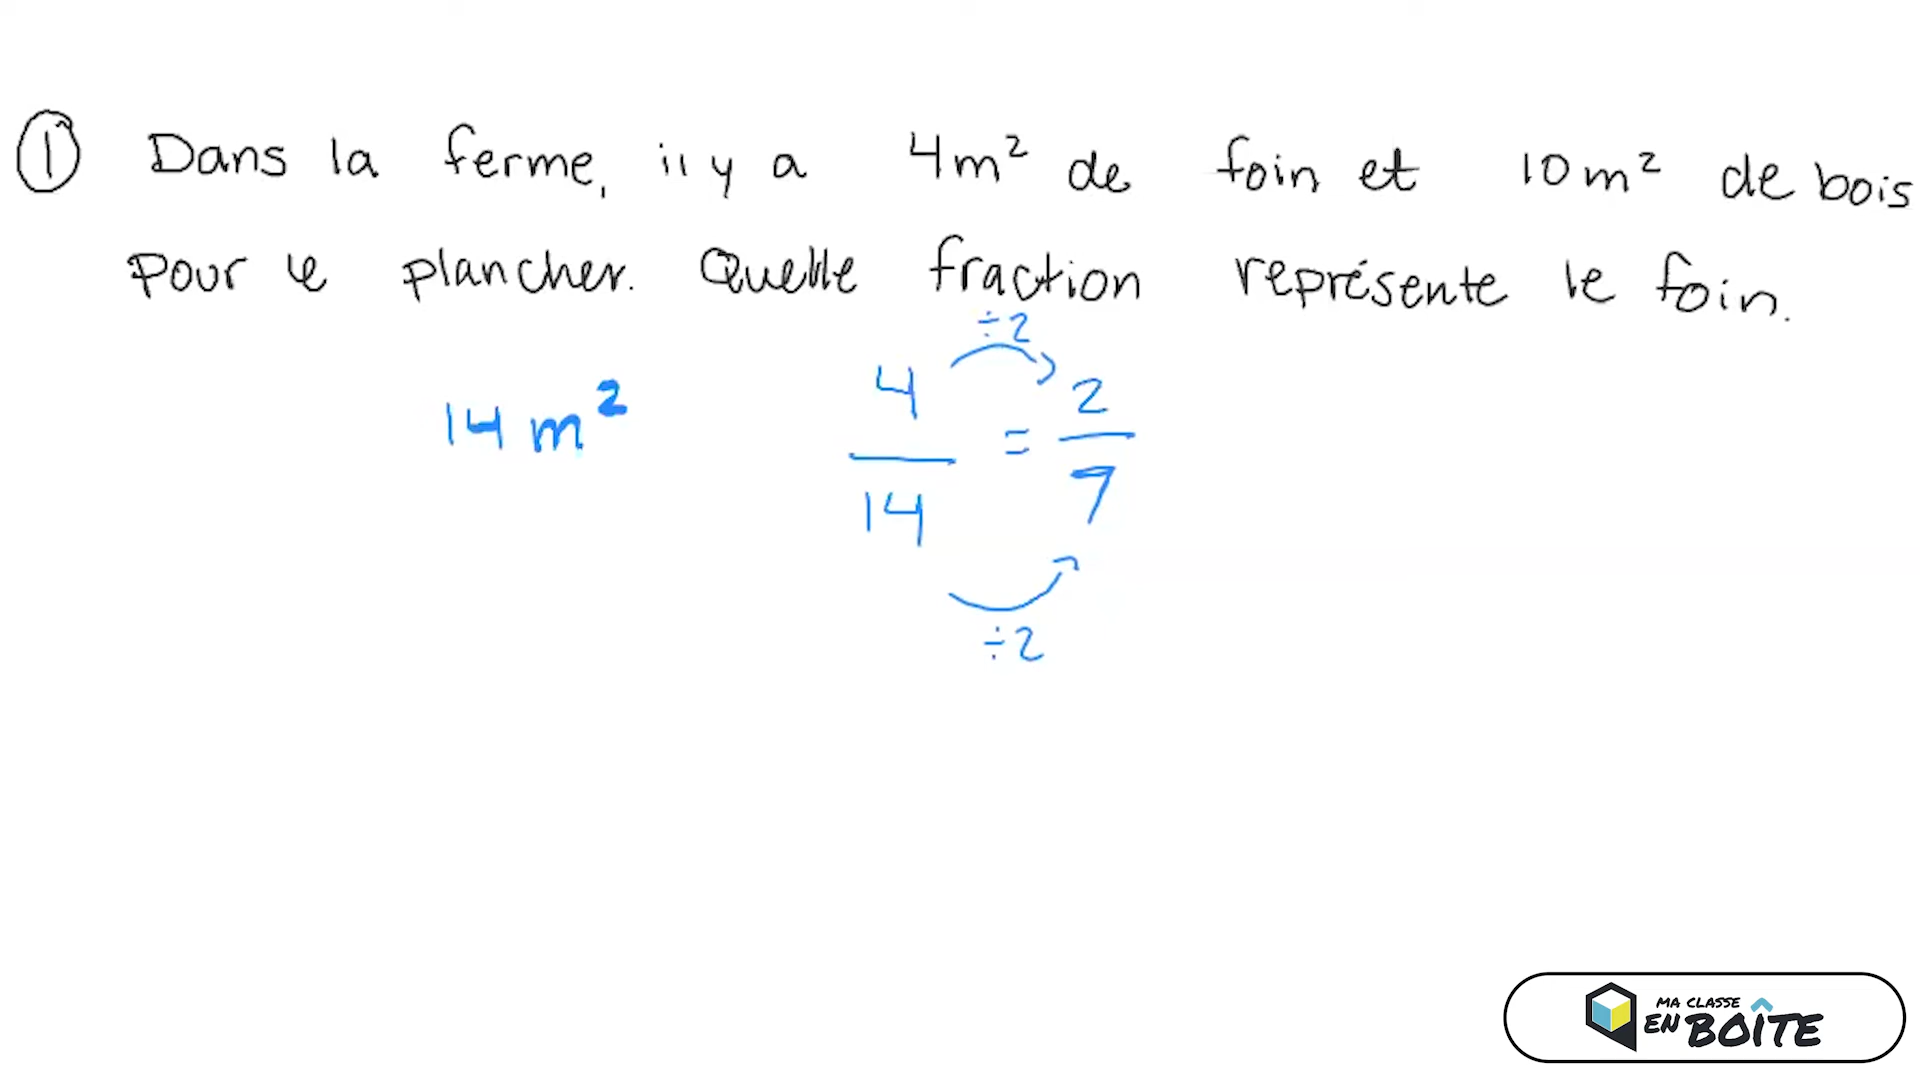 ① Dans la ferme, il y a 4m² de foin et 10m² de bois
pour le plancher. Quelle fraction représente le foin.
÷2
14 m²
4/14 = 2/7
÷2
MA CLASSE
EN BOÎTE